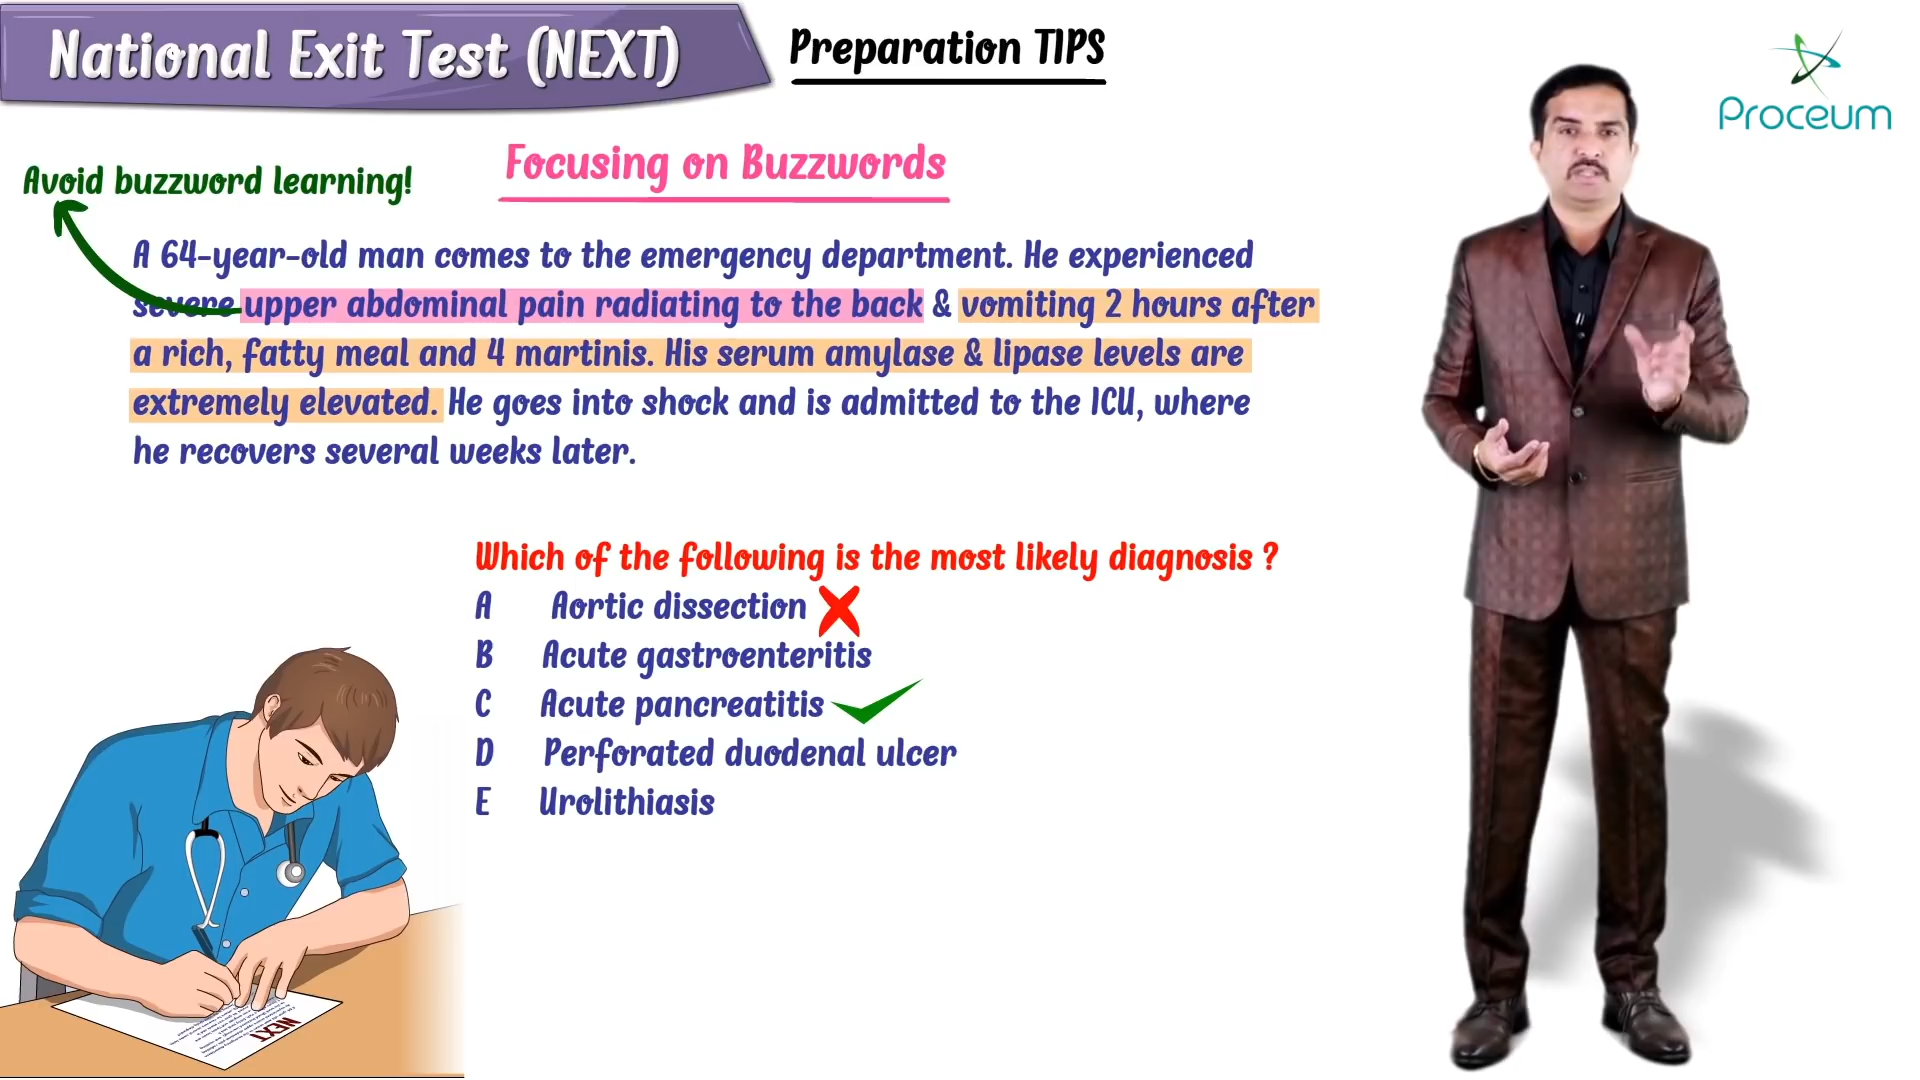 National Exit Test (NEXT)
Preparation TIPS
Proceum
Focusing on Buzzwords
Avoid buzzword learning!
A 64-year-old man comes to the emergency department. He experienced
severe upper abdominal pain radiating to the back & vomiting 2 hours after
a rich, fatty meal and 4 martinis. His serum amylase & lipase levels are
extremely elevated. He goes into shock and is admitted to the ICU, where
he recovers several weeks later.
Which of the following is the most likely diagnosis ?
A Aortic dissection
B Acute gastroenteritis
C Acute pancreatitis
D Perforated duodenal ulcer
E Urolithiasis
NEXT